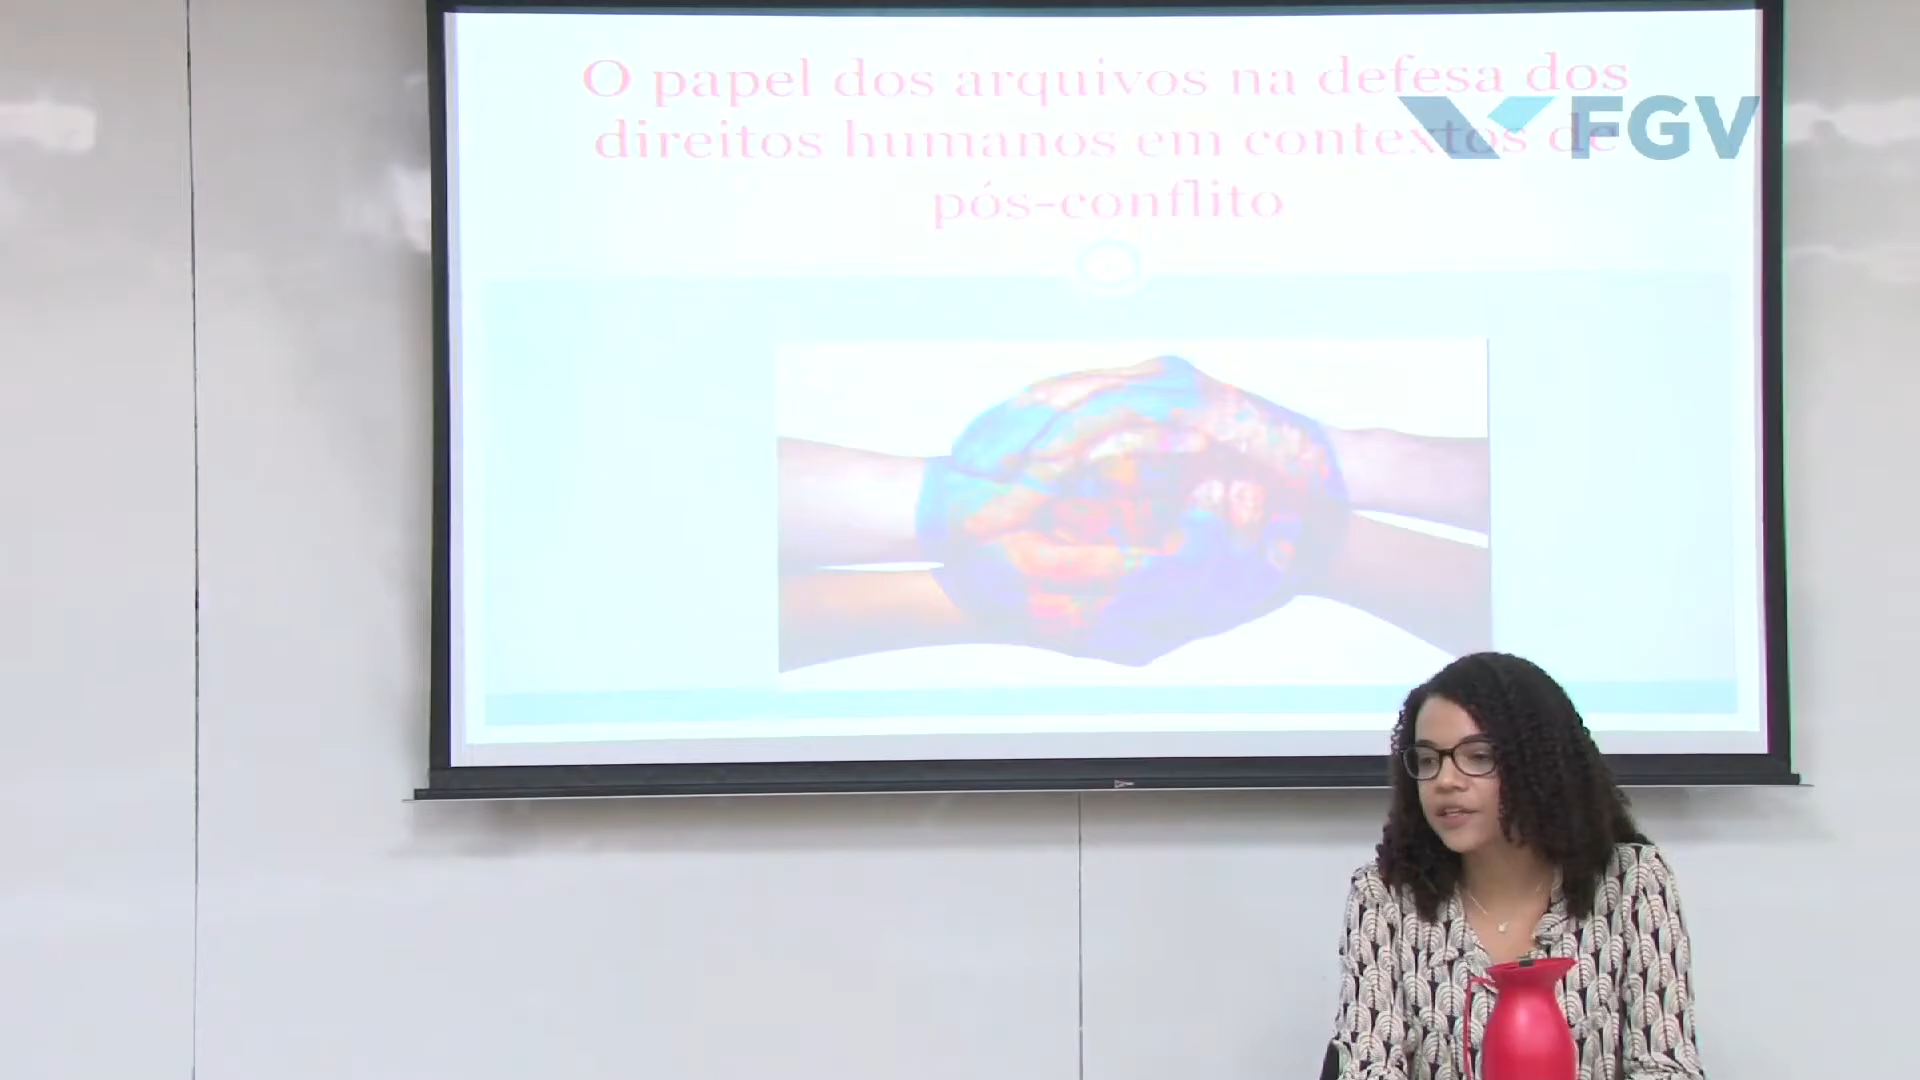 O papel dos arquivos na defesa dos
direitos humanos em contextos de
pós-conflito
FGV